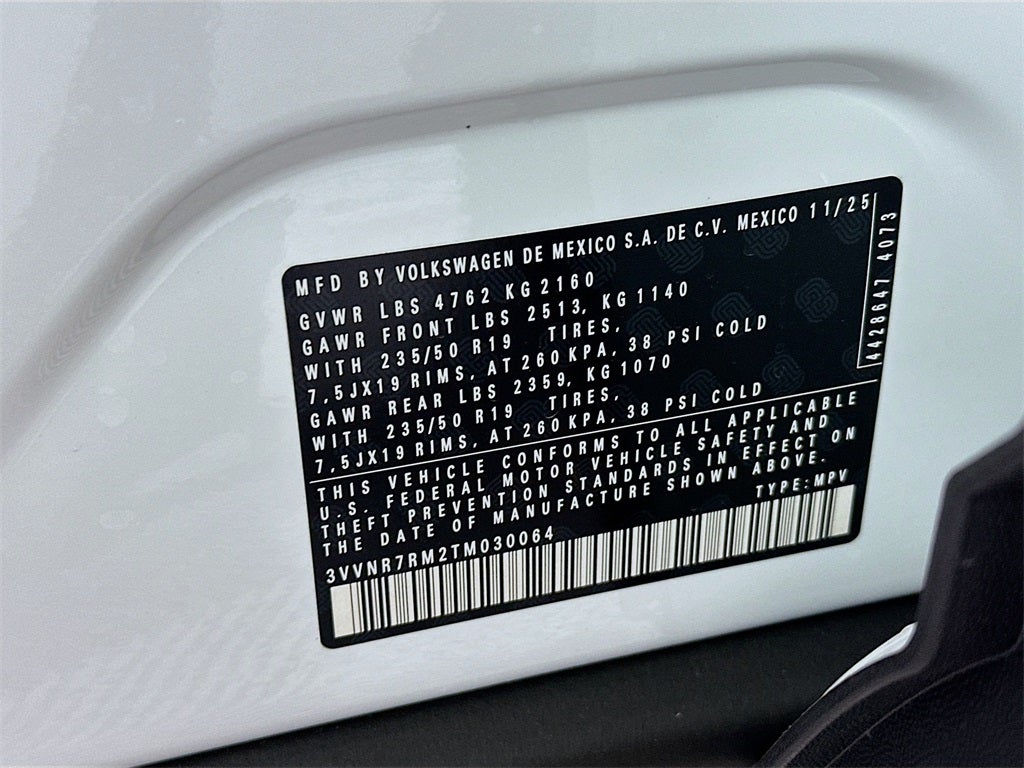 MFD BY VOLKSWAGEN DE MEXICO S.A. DE C.V. MEXICO 11/25
GVWR LBS 4762 KG 2160
GAWR FRONT LBS 2513, KG 1140
WITH 235/50 R19 TIRES,
7,5JX19 RIMS, AT 260 KPA, 38 PSI COLD
GAWR REAR LBS 2359, KG 1070
WITH 235/50 R19 TIRES,
7,5JX19 RIMS, AT 260 KPA, 38 PSI COLD
4428647 4073
THIS VEHICLE CONFORMS TO ALL APPLICABLE
U.S. FEDERAL MOTOR VEHICLE SAFETY AND
THEFT PREVENTION STANDARDS IN EFFECT ON
THE DATE OF MANUFACTURE SHOWN ABOVE.
3VVNR7RM2TM030064 TYPE: MPV